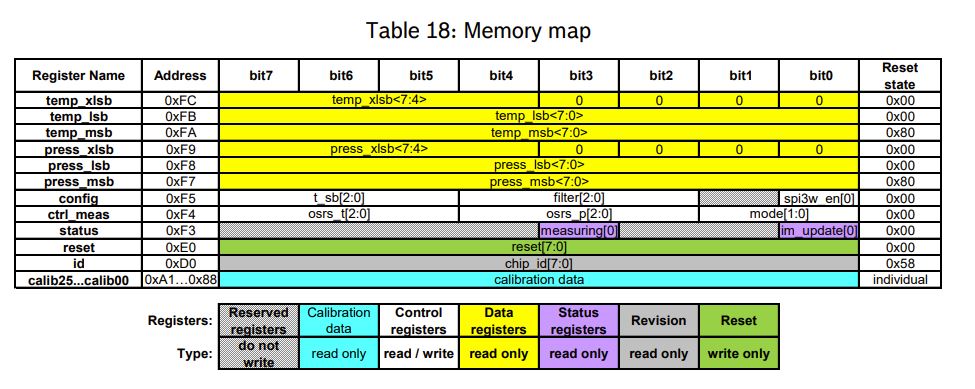 Table 18: Memory map
Register Name Address bit7 bit6 bit5 bit4 bit3 bit2 bit1 bit0 Reset state
temp_xlsb 0xFC temp_xlsb<7:4> 0 0 0 0 0x00
temp_lsb 0xFB temp_lsb<7:0> 0x00
temp_msb 0xFA temp_msb<7:0> 0x80
press_xlsb 0xF9 press_xlsb<7:4> 0 0 0 0 0x00
press_lsb 0xF8 press_lsb<7:0> 0x00
press_msb 0xF7 press_msb<7:0> 0x80
config 0xF5 t_sb[2:0] filter[2:0] spi3w_en[0] 0x00
ctrl_meas 0xF4 osrs_t[2:0] osrs_p[2:0] mode[1:0] 0x00
status 0xF3 measuring[0] im_update[0] 0x00
reset 0xE0 reset[7:0] 0x00
id 0xD0 chip_id[7:0] 0x58
calib25...calib00 0xA1...0x88 calibration data individual
Registers: Reserved registers Calibration data Control registers Data registers Status registers Revision Reset
Type: do not write read only read / write read only read only read only write only